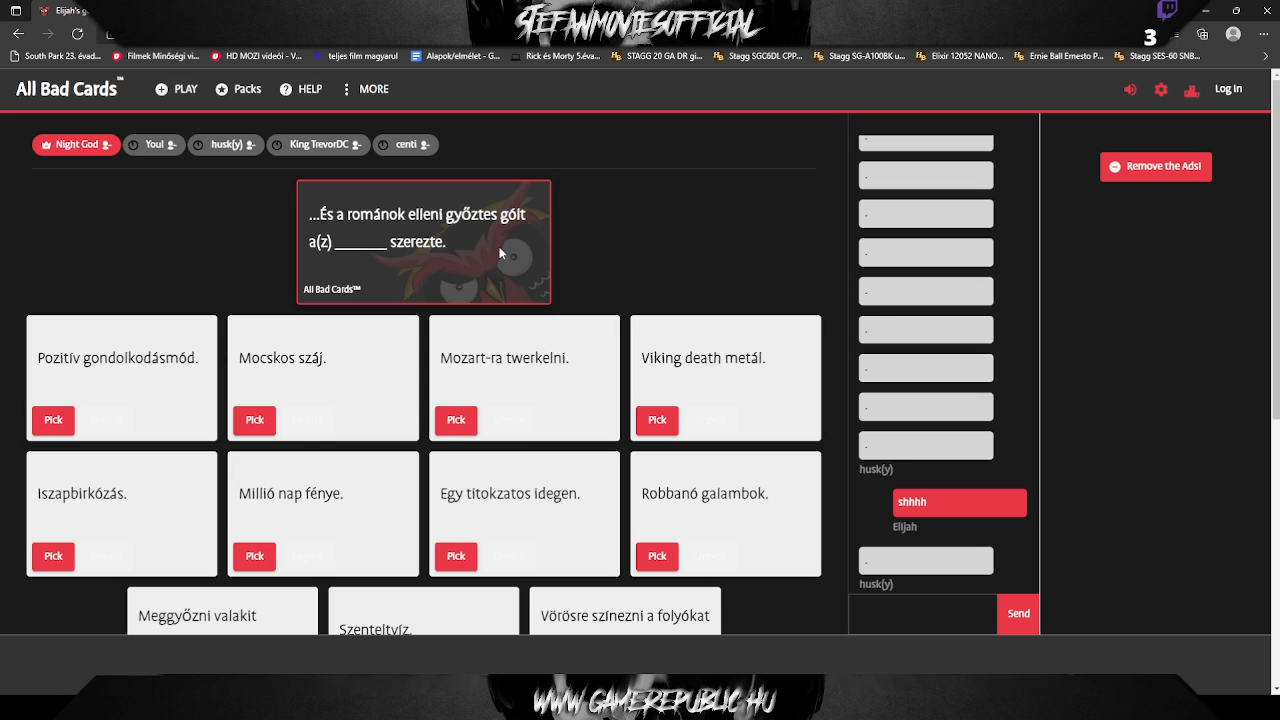 STEFANMOVIESOFFICIAL
3
Elijah's g
South Park 23. évad...
Filmek Minőségi vi...
HD MOZI videói - V...
teljes film magyarul
Alapok/elmélet - G...
Rick és Morty 5.éva...
STAGG 20 GA DR gi...
Stagg SGC6DL CPP...
Stagg SG-A100BK u...
Elixir 12052 NANO...
Ernie Ball Ernesto P...
Stagg SES-60 SNB...
All Bad Cards™
PLAY
Packs
HELP
MORE
Log In
Night God
You!
husk(y)
King TrevorDC
centi
Remove the Ads!
...És a románok elleni győztes gólt
a(z) _______ szerezte.
All Bad Cards™
Pozitív gondolkodásmód.
Pick
Mocskos száj.
Pick
Mozart-ra twerkelni.
Pick
Viking death metál.
Pick
Iszapbirkózás.
Pick
Millió nap fénye.
Pick
Egy titokzatos idegen.
Pick
Robbanó galambok.
Pick
Meggyőzni valakit
Szenteltvíz.
Vörösre színezni a folyókat
.
.
.
.
.
.
.
.
.
husk(y)
shhhh
Elijah
.
husk(y)
Send
WWW GAMEREPUBLIC.HU